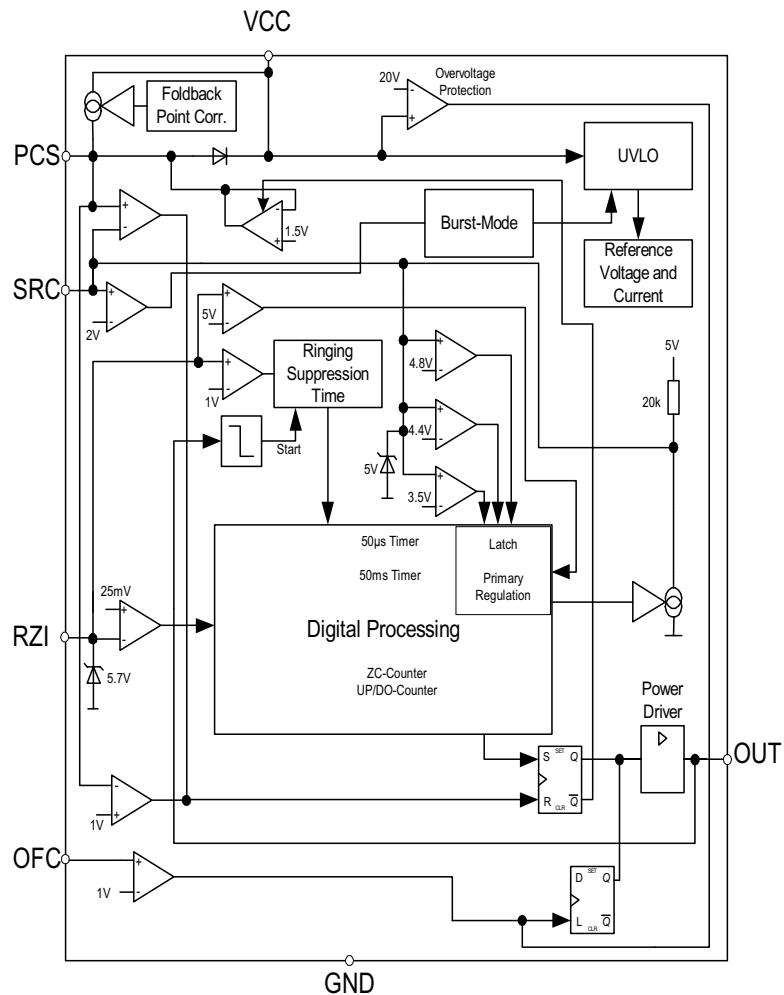 VCC
20V
Overvoltage
Protection
Foldback
Point Corr.
PCS
UVLO
+
-
+
-
+
1.5V
-
+
Burst-Mode
Reference
Voltage and
Current
SRC
+
-
2V
5V
+
-
Ringing
Suppression
Time
+
-
1V
+
-
4.8V
5V
20k
Start
+
-
4.4V
5V
+
-
3.5V
50µs Timer
Latch
50ms Timer
Primary
Regulation
25mV
+
-
RZI
Digital Processing
5.7V
ZC-Counter
UP/DO-Counter
Power
Driver
S SET Q
R CLR Q
OUT
-
+
1V
OFC
+
-
1V
D SET Q
L CLR Q
GND